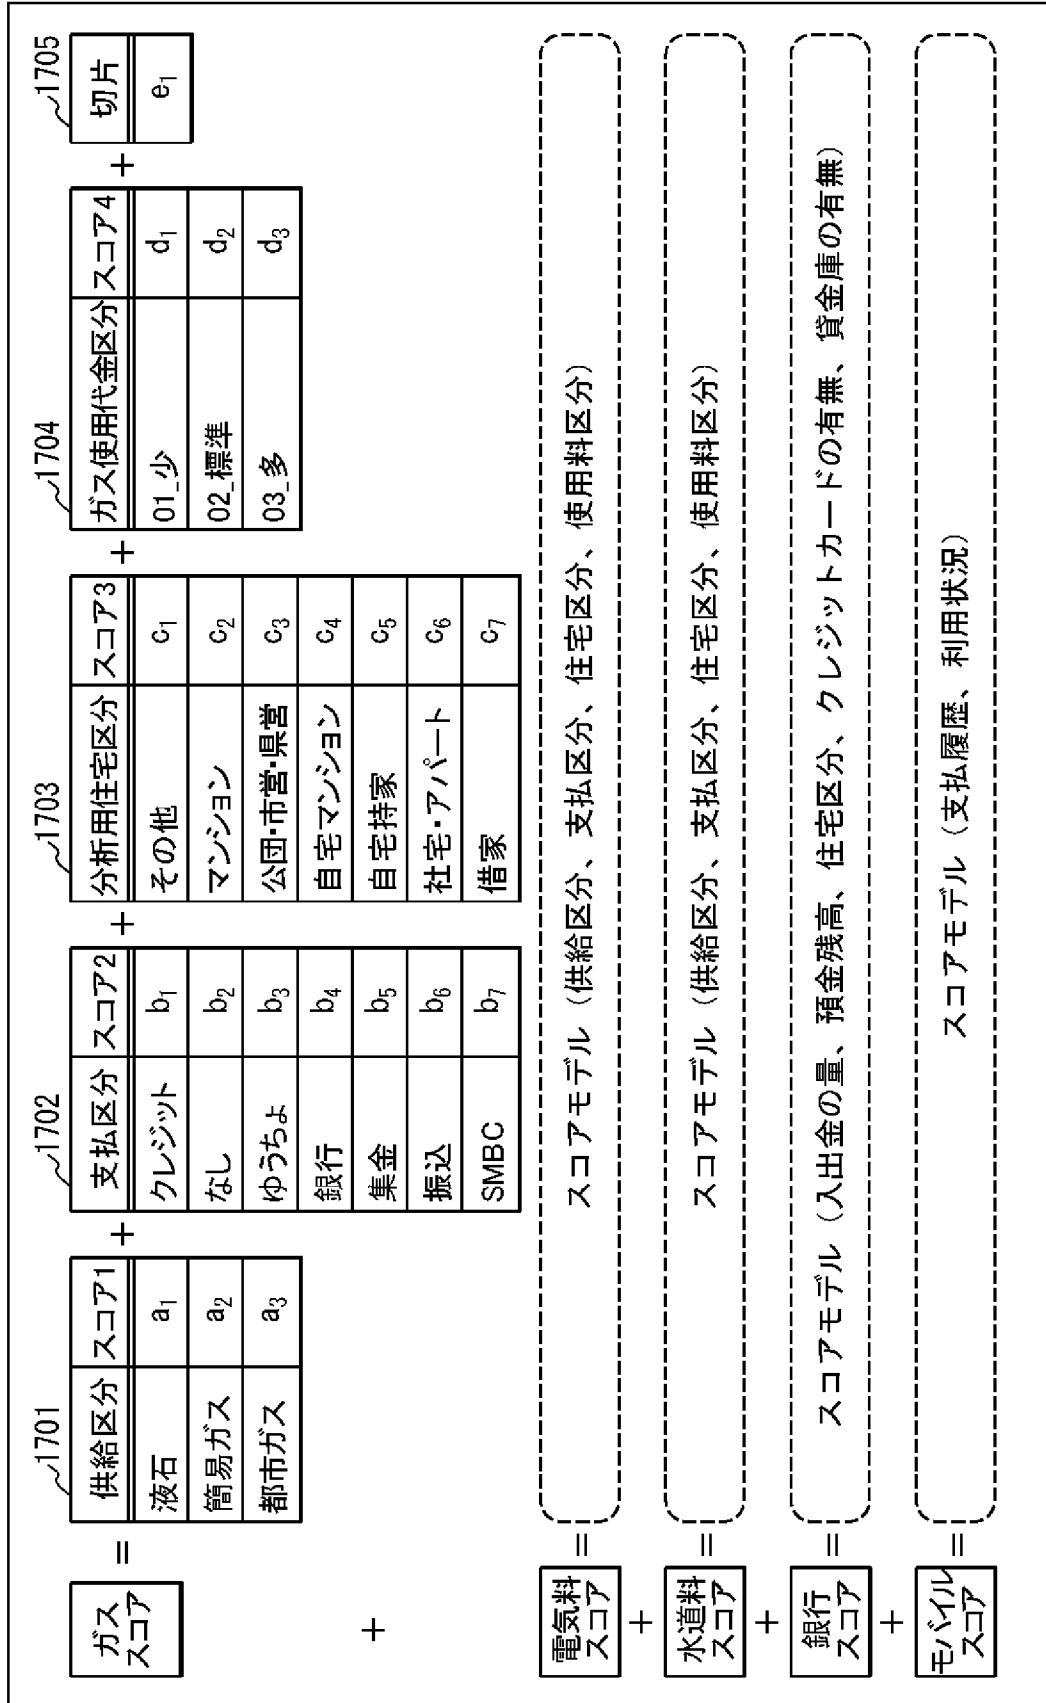 ガス
スコア
=
1701
供給区分 スコア1
液石 a1
簡易ガス a2
都市ガス a3
+
1702
支払区分 スコア2
クレジット b1
なし b2
ゆうちょ b3
銀行 b4
集金 b5
振込 b6
SMBC b7
+
1703
分析用住宅区分 スコア3
その他 c1
マンション c2
公団・市営・県営 c3
自宅マンション c4
自宅持家 c5
社宅・アパート c6
借家 c7
+
1704
ガス使用代金区分 スコア4
01_少 d1
02_標準 d2
03_多 d3
+
1705
切片
e1
+
電気料
スコア
= スコアモデル（供給区分、支払区分、住宅区分、使用料区分）
+
水道料
スコア
= スコアモデル（供給区分、支払区分、住宅区分、使用料区分）
+
銀行
スコア
= スコアモデル（入出金の量、預金残高、住宅区分、クレジットカードの有無、貸金庫の有無）
+
モバイル
スコア
= スコアモデル（支払履歴、利用状況）